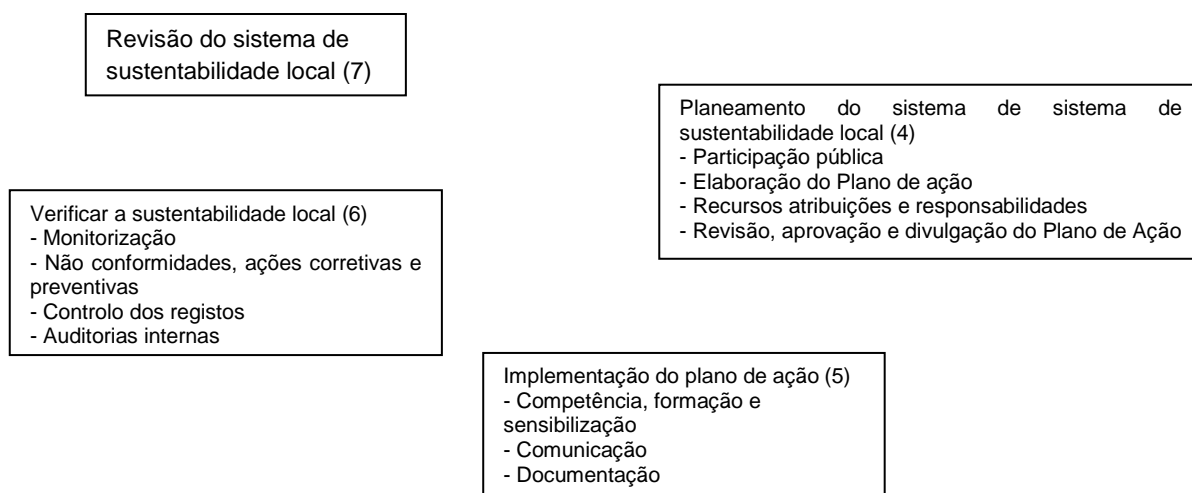 Revisão do sistema de
sustentabilidade local (7)
Planeamento do sistema de sistema de
sustentabilidade local (4)
- Participação pública
- Elaboração do Plano de ação
- Recursos atribuições e responsabilidades
- Revisão, aprovação e divulgação do Plano de Ação
Verificar a sustentabilidade local (6)
- Monitorização
- Não conformidades, ações corretivas e
preventivas
- Controlo dos registos
- Auditorias internas
Implementação do plano de ação (5)
- Competência, formação e
sensibilização
- Comunicação
- Documentação